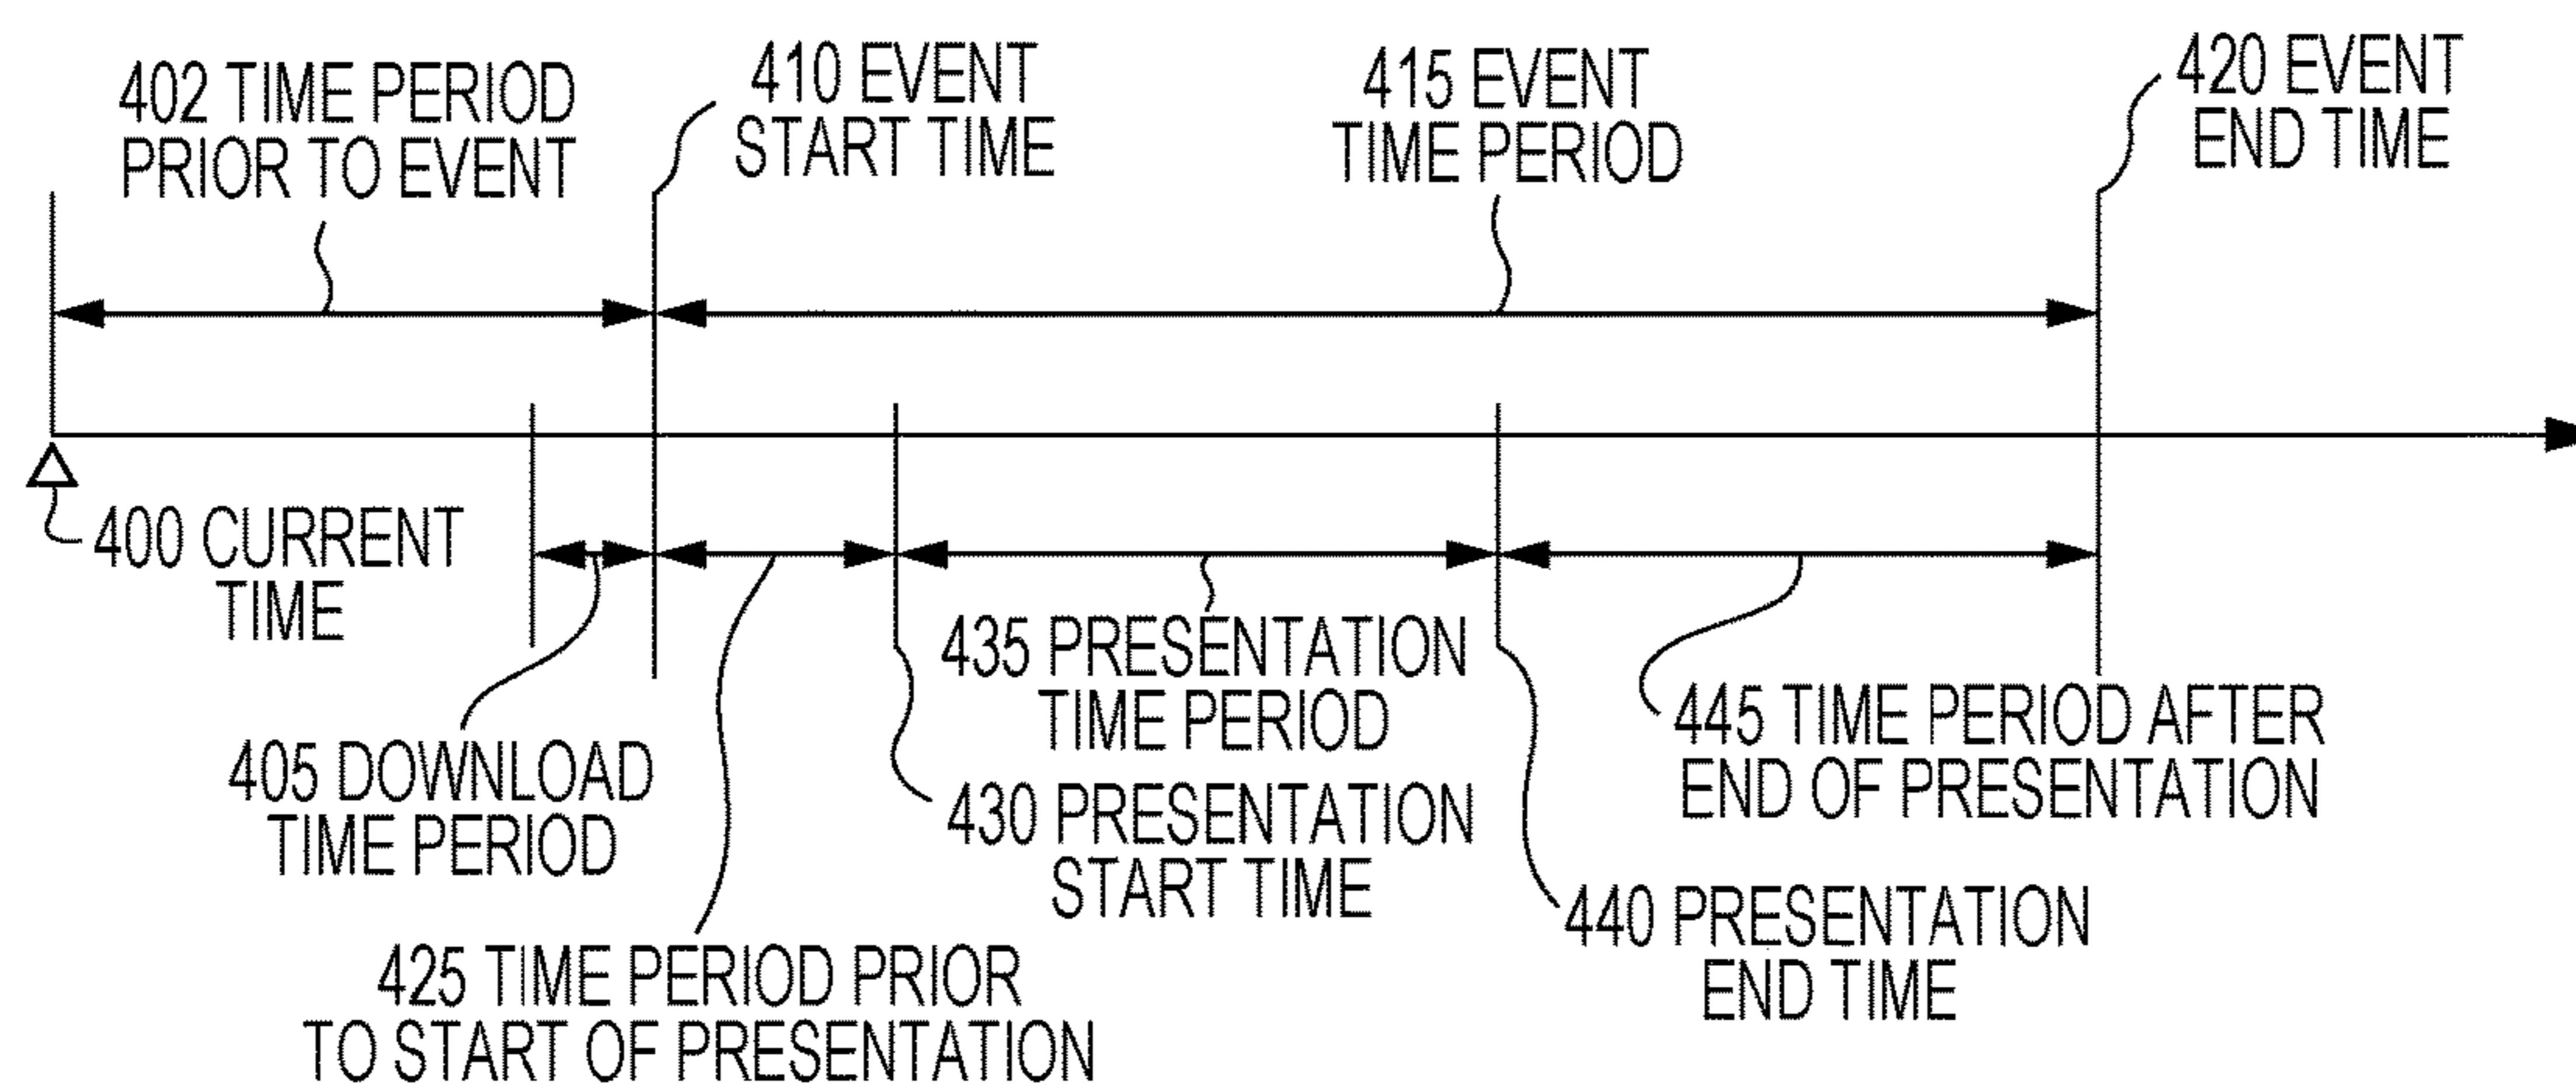 402 TIME PERIOD
PRIOR TO EVENT
410 EVENT
START TIME
415 EVENT
TIME PERIOD
420 EVENT
END TIME
400 CURRENT
TIME
405 DOWNLOAD
TIME PERIOD
425 TIME PERIOD PRIOR
TO START OF PRESENTATION
435 PRESENTATION
TIME PERIOD
430 PRESENTATION
START TIME
440 PRESENTATION
END TIME
445 TIME PERIOD AFTER
END OF PRESENTATION